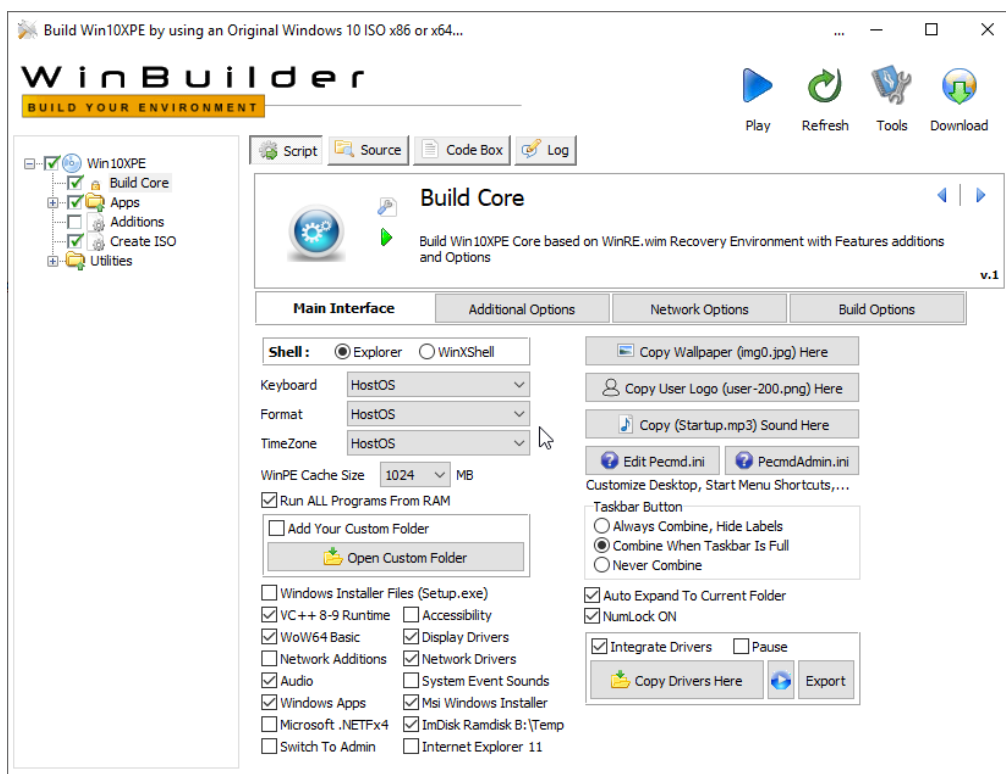 Build Win10XPE by using an Original Windows 10 ISO x86 or x64...
...
WinBuilder
BUILD YOUR ENVIRONMENT
Play
Refresh
Tools
Download
Win10XPE
Build Core
Apps
Additions
Create ISO
Utilities
Script
Source
Code Box
Log
Build Core
Build Win10XPE Core based on WinRE.wim Recovery Environment with Features additions
and Options
v.1
Main Interface
Additional Options
Network Options
Build Options
Shell :
Explorer
WinXShell
Keyboard
HostOS
Format
HostOS
TimeZone
HostOS
WinPE Cache Size
1024
MB
Run ALL Programs From RAM
Add Your Custom Folder
Open Custom Folder
Windows Installer Files (Setup.exe)
VC++ 8-9 Runtime
Accessibility
WoW64 Basic
Display Drivers
Network Additions
Network Drivers
Audio
System Event Sounds
Windows Apps
Msi Windows Installer
Microsoft .NETFx4
ImDisk Ramdisk B:\Temp
Switch To Admin
Internet Explorer 11
Copy Wallpaper (img0.jpg) Here
Copy User Logo (user-200.png) Here
Copy (Startup.mp3) Sound Here
Edit Pecmd.ini
PecmdAdmin.ini
Customize Desktop, Start Menu Shortcuts,...
Taskbar Button
Always Combine, Hide Labels
Combine When Taskbar Is Full
Never Combine
Auto Expand To Current Folder
NumLock ON
Integrate Drivers
Pause
Copy Drivers Here
Export